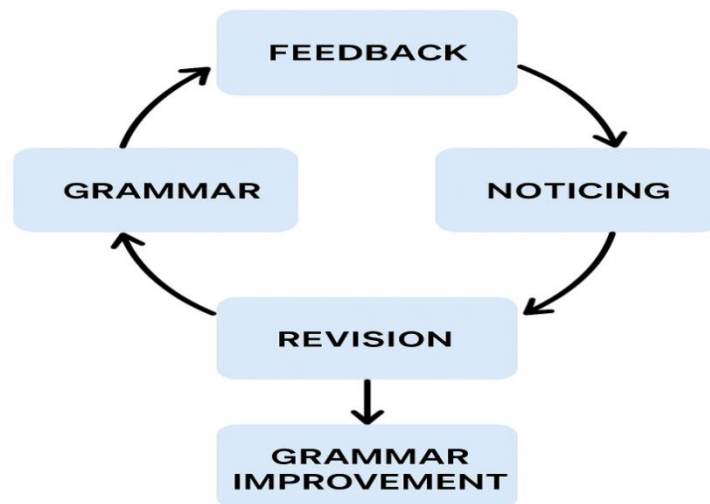 FEEDBACK
GRAMMAR
NOTICING
REVISION
GRAMMAR
IMPROVEMENT